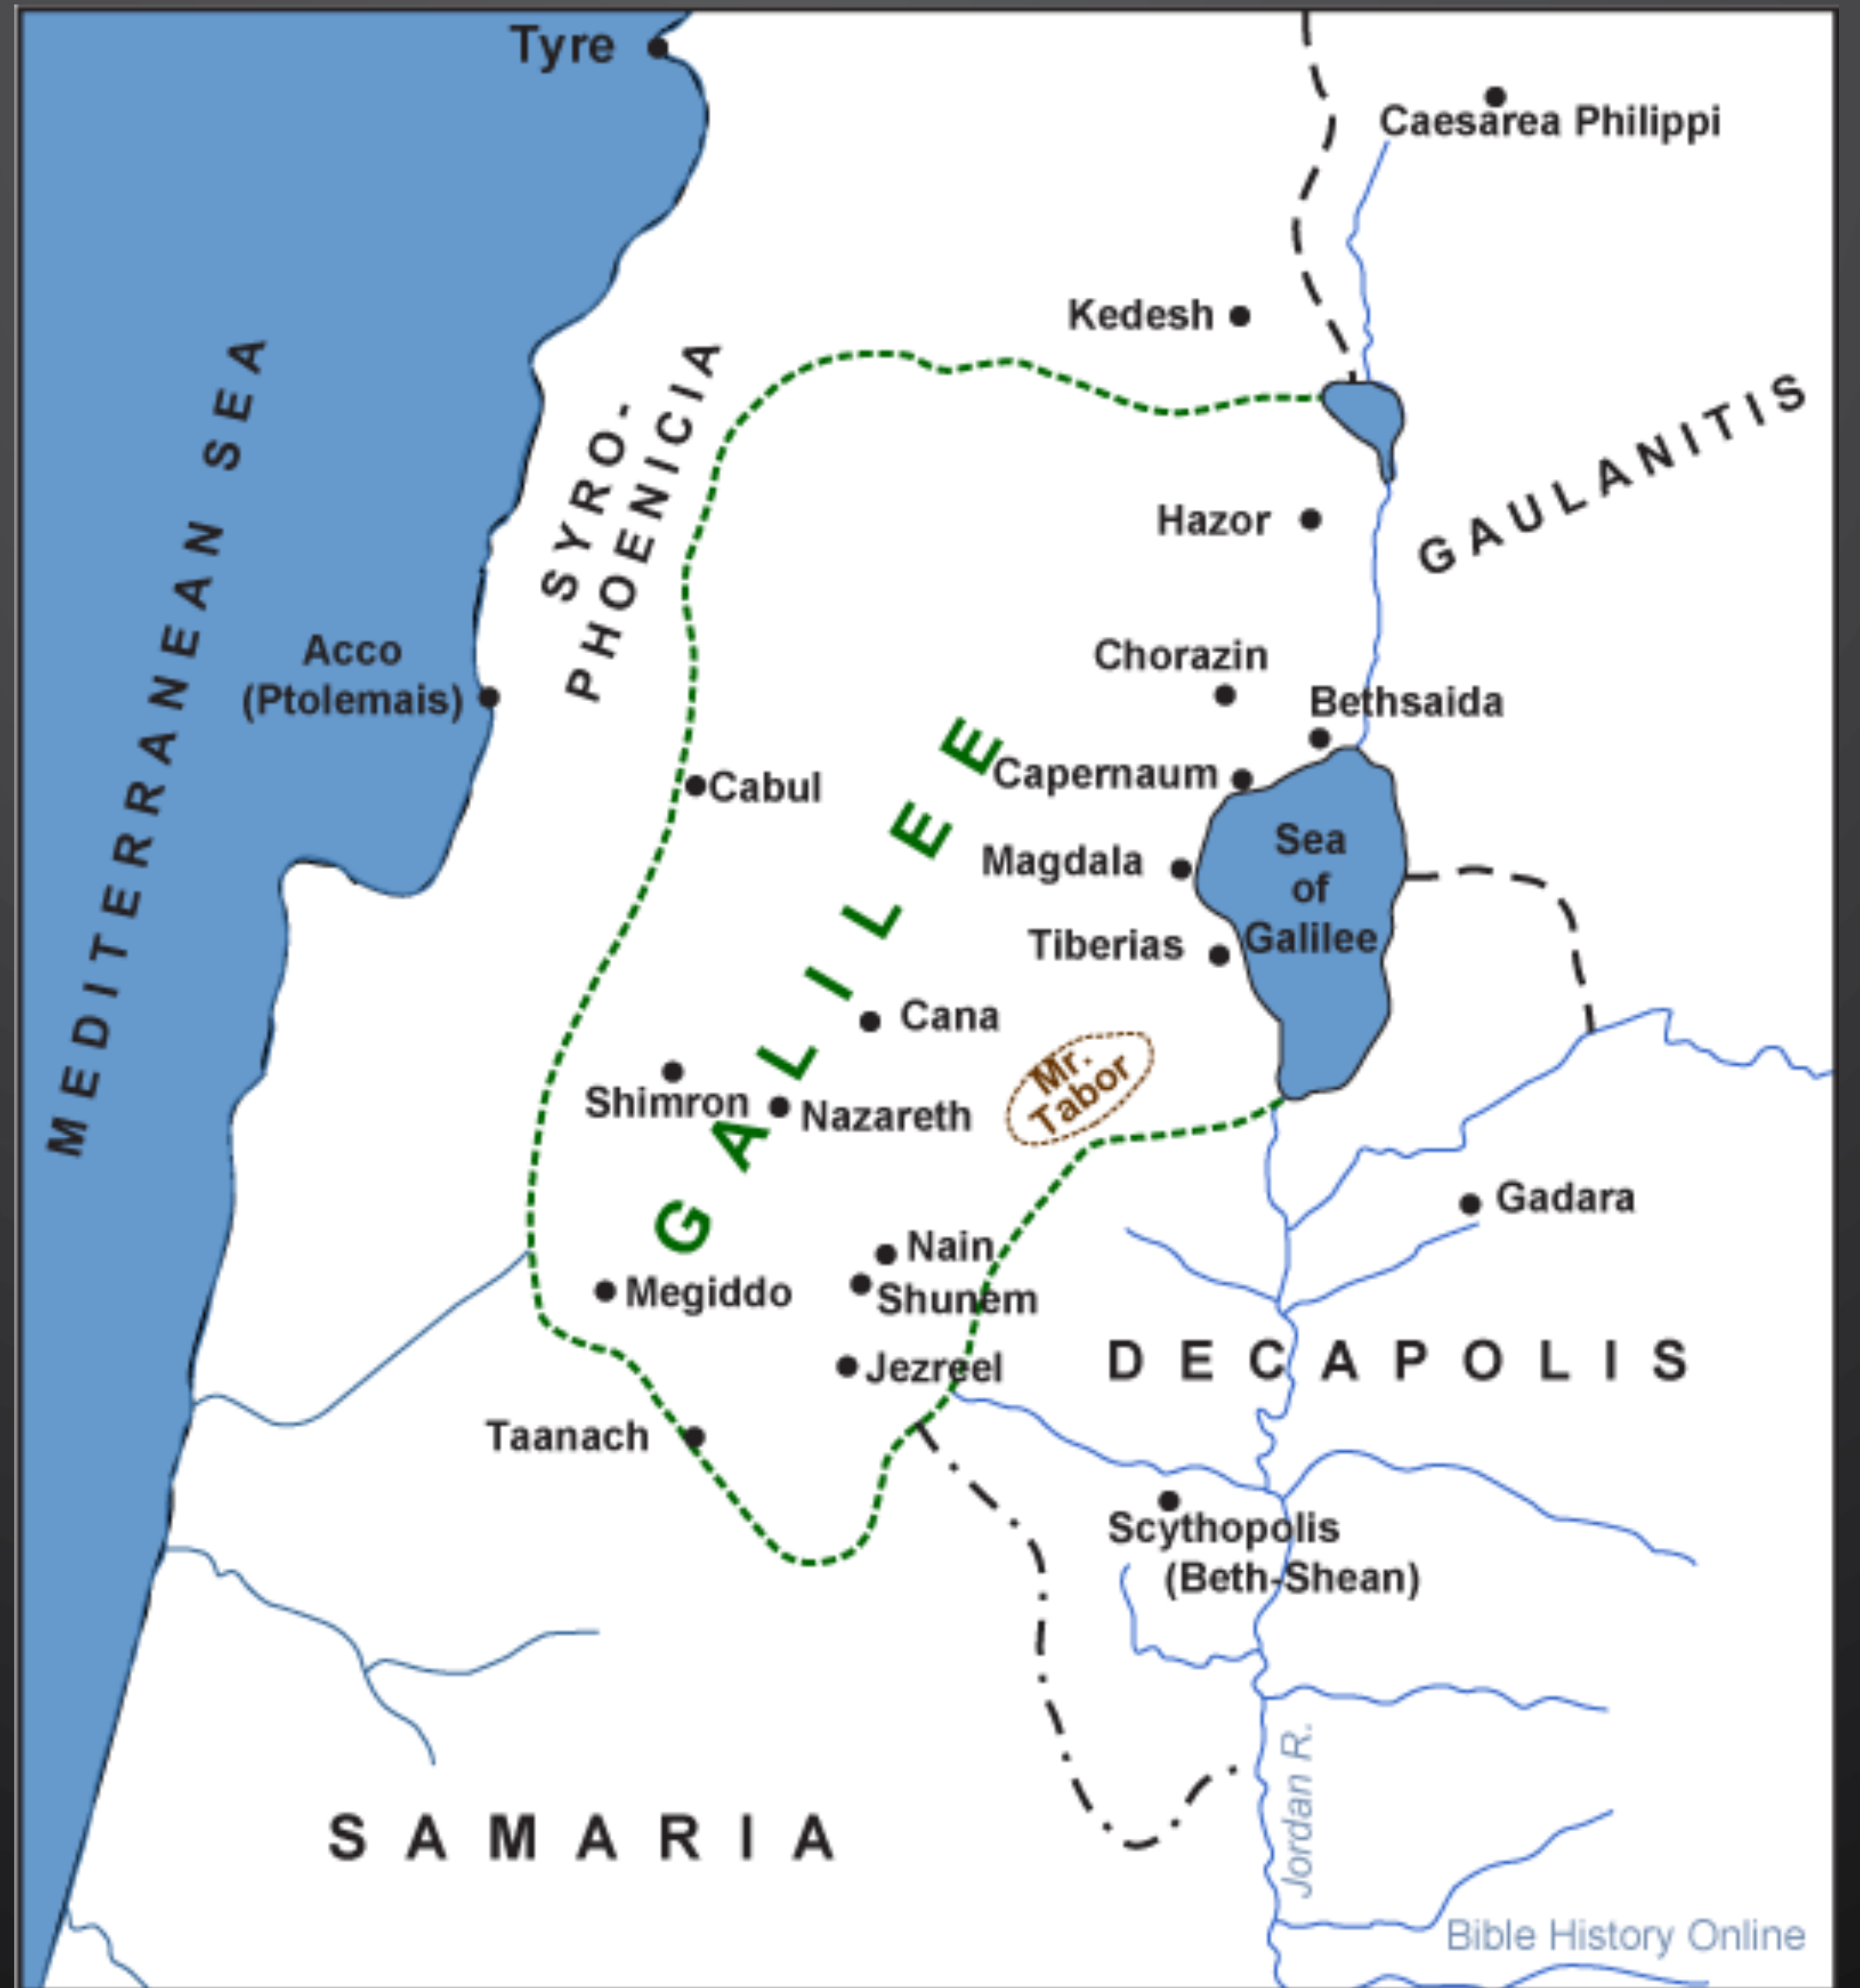 Tyre
Caesarea Philippi
Kedesh
MEDITERRANEAN SEA
SYRO-
PHOENICIA
GAULANITIS
Hazor
Acco
(Ptolemais)
Chorazin
Bethsaida
Cabul
Capernaum
GALILEE
Magdala
Sea
of
Galilee
Tiberias
Cana
Mr.
Tabor
Shimron
Nazareth
Gadara
Nain
Megiddo
Shunem
DECAPOLIS
Jezreel
Taanach
Scythopolis
(Beth-Shean)
Jordan R.
SAMARIA
Bible History Online